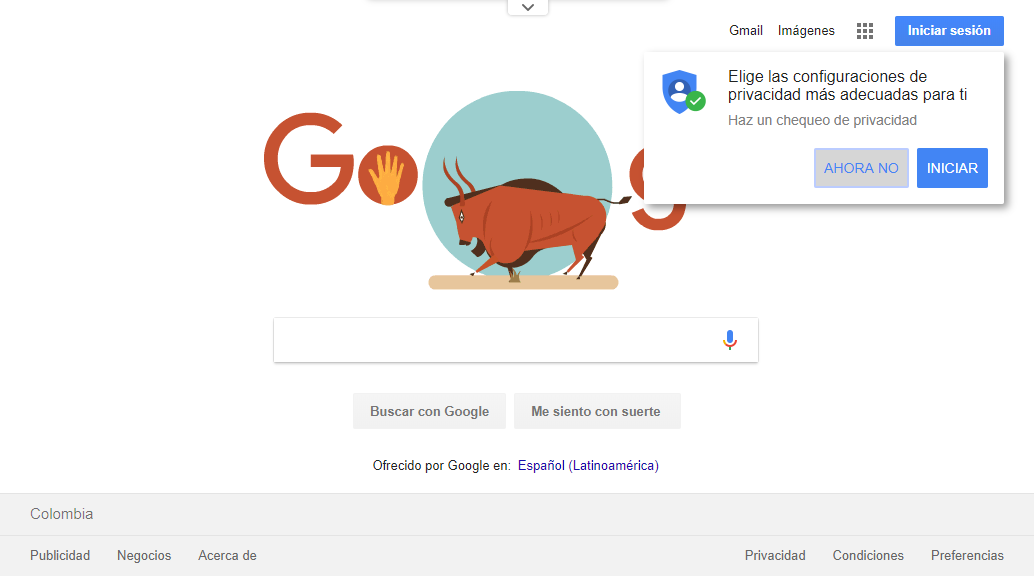 Gmail Imágenes Iniciar sesión
Elige las configuraciones de
privacidad más adecuadas para ti
Haz un chequeo de privacidad
AHORA NO INICIAR
Go g
Buscar con Google Me siento con suerte
Ofrecido por Google en: Español (Latinoamérica)
Colombia
Publicidad Negocios Acerca de Privacidad Condiciones Preferencias